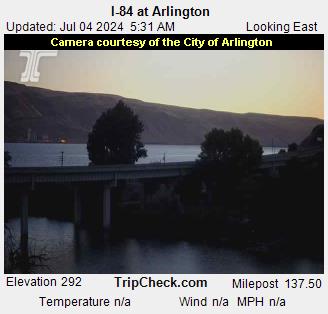 I-84 at Arlington
Updated: Jul 04 2024 5:31 AM Looking East
Camera courtesy of the City of Arlington
Elevation 292 TripCheck.com Milepost 137.50
Temperature n/a Wind n/a MPH n/a